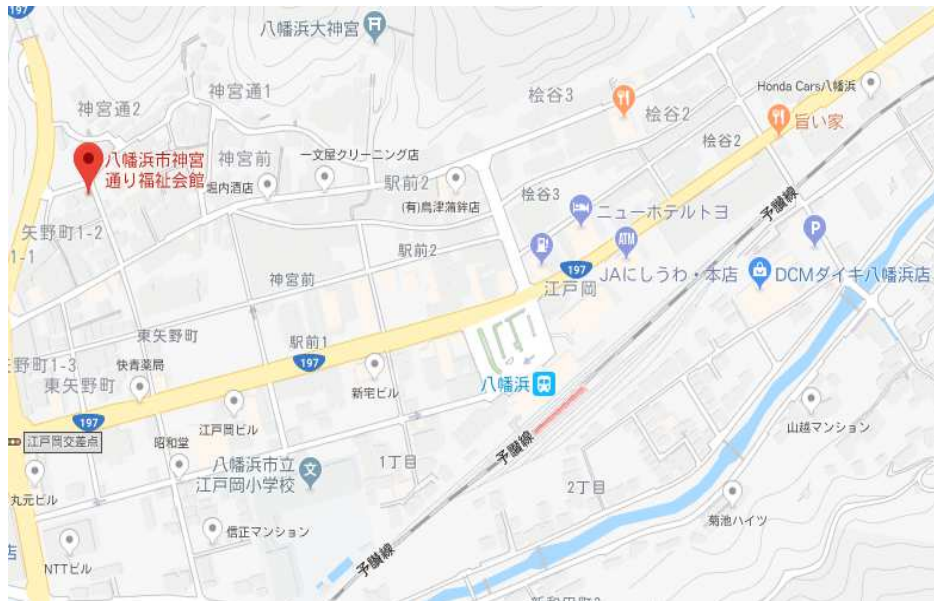 197
八幡浜大神宮
神宮通2
神宮通1
桧谷3
桧谷2
Honda Cars八幡浜
旨い家
桧谷2
八幡浜市神宮
通り福祉会館
神宮前
一文屋クリーニング店
堀内酒店
駅前2
(有)鳥津蒲鉾店
桧谷3
ニューホテルトヨ
予讃線
矢野町1-2
1-1
駅前2
ATM
P
197
JAにしうわ・本店
DCMダイキ八幡浜店
神宮前
江戸岡
東矢野町
駅前1
野町1-3
快青薬局
197
新宅ビル
八幡浜
東矢野町
197
江戸岡交差点
江戸岡ビル
昭和堂
山越マンション
予讃線
八幡浜市立
江戸岡小学校
文
1丁目
2丁目
丸元ビル
信正マンション
菊池ハイツ
店
NTTビル
予讃線